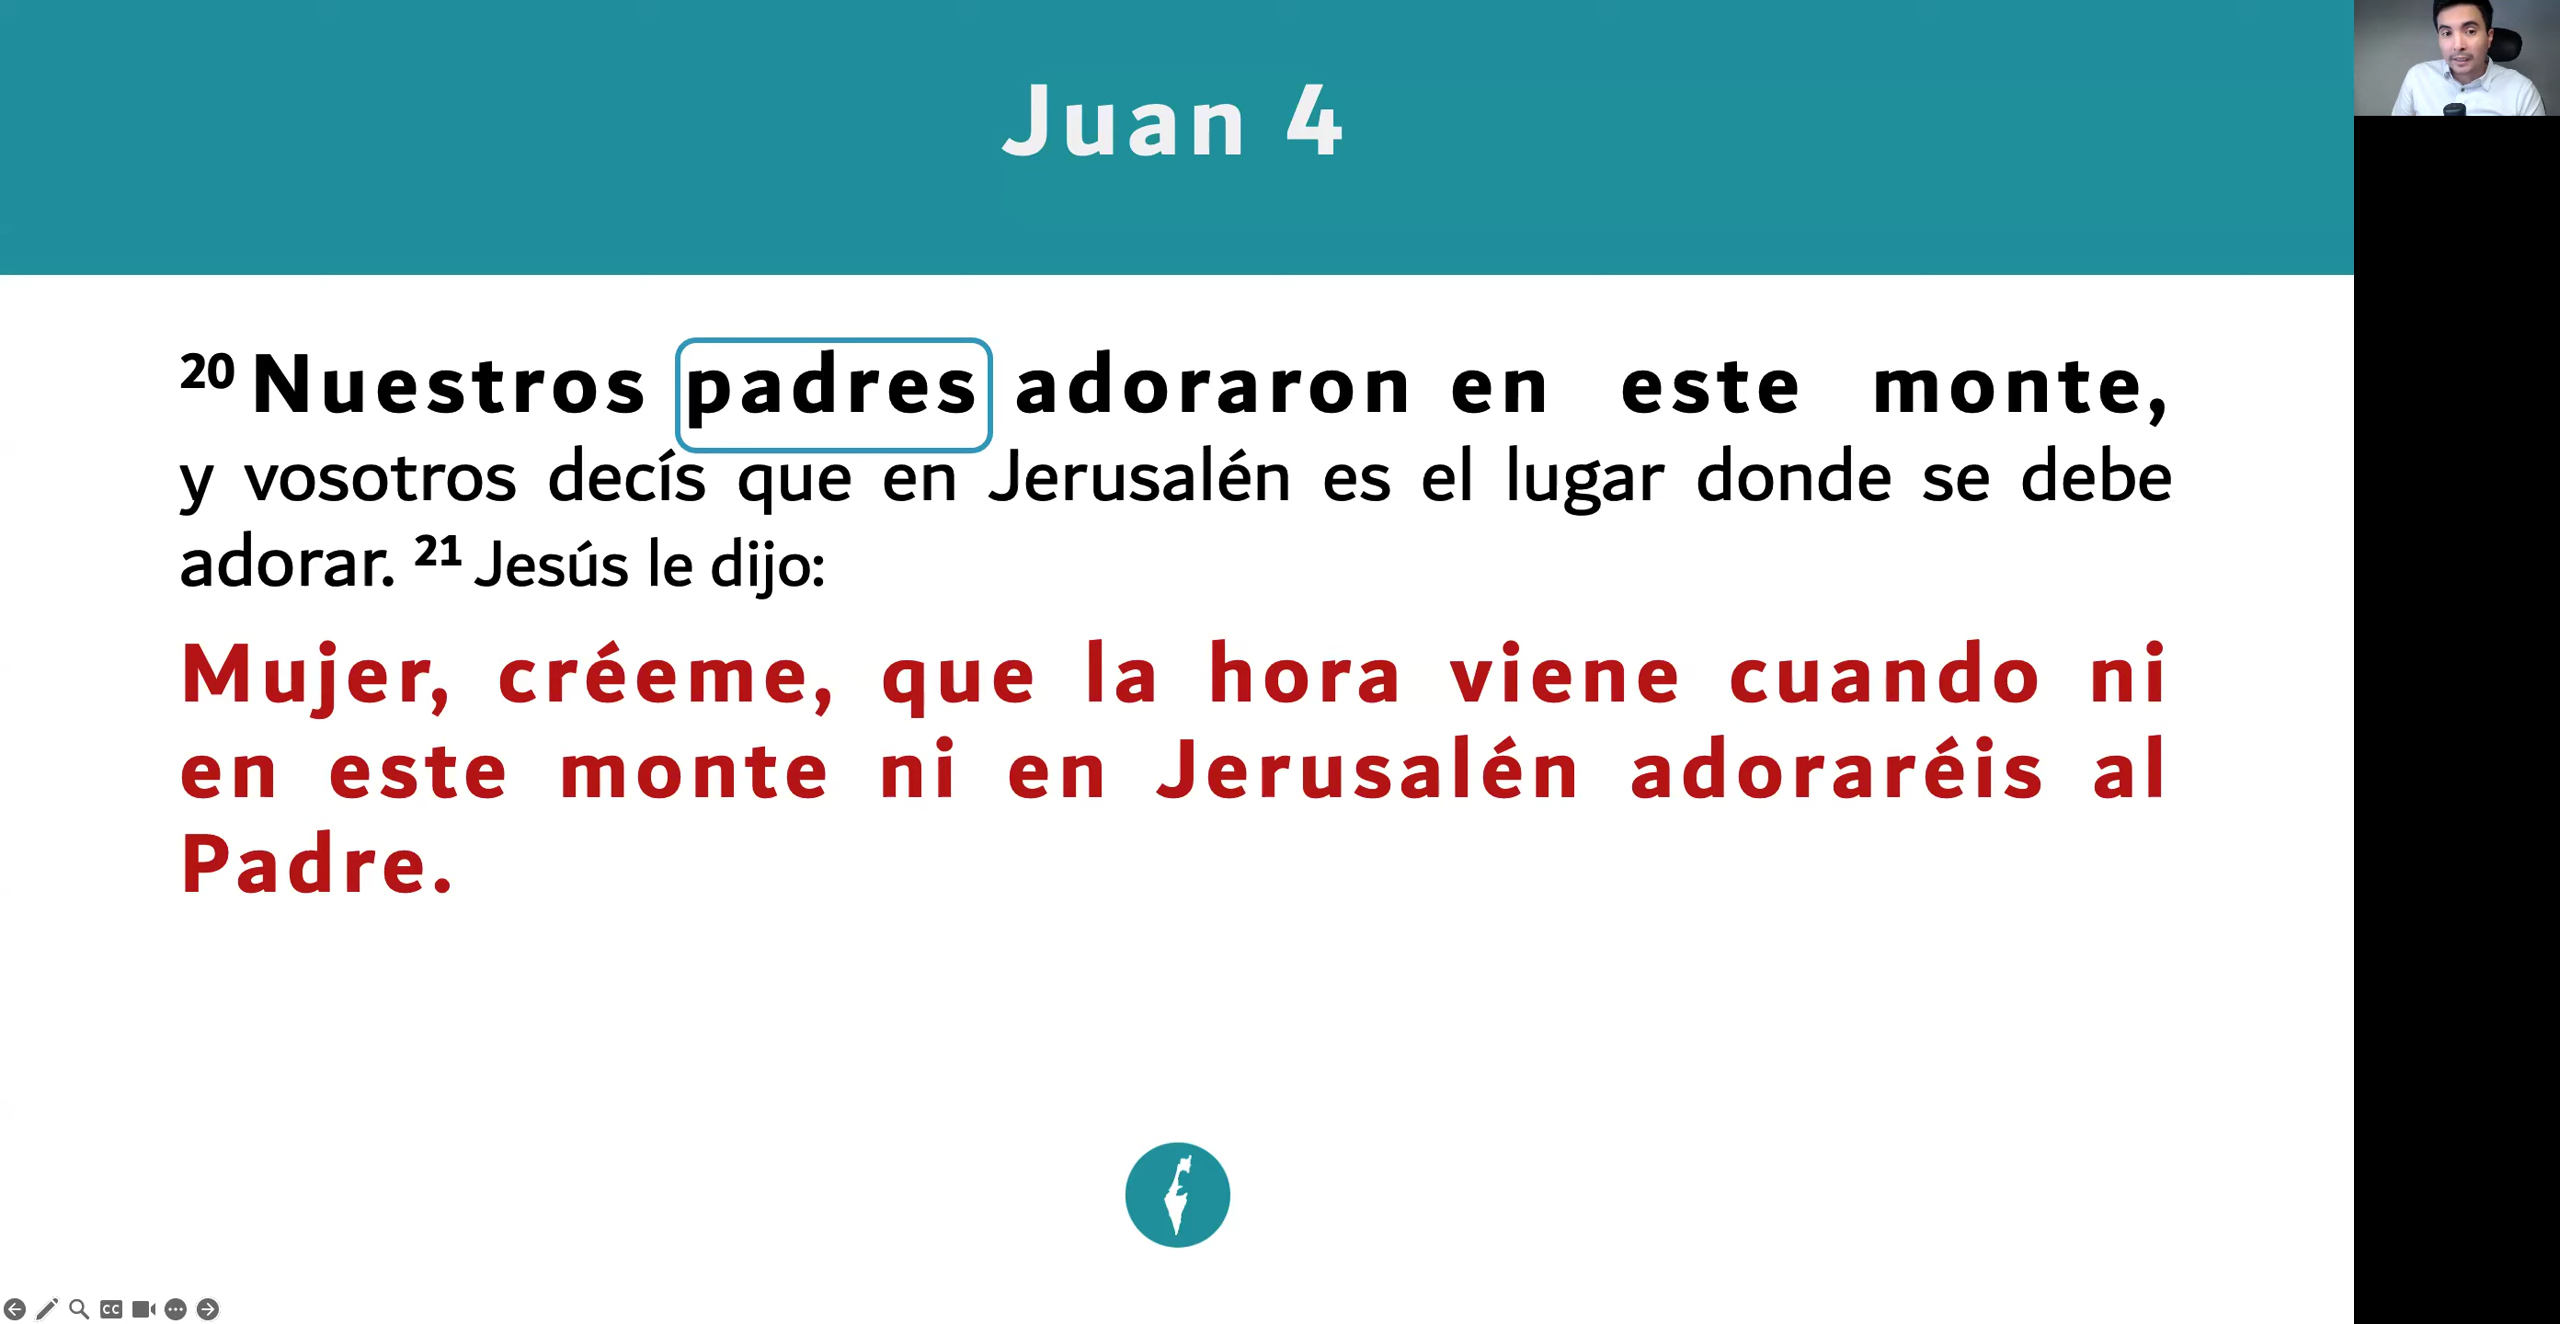 Juan 4
20 Nuestros padres adoraron en este monte,
y vosotros decís que en Jerusalén es el lugar donde se debe
adorar. 21 Jesús le dijo:
Mujer, créeme, que la hora viene cuando ni
en este monte ni en Jerusalén adoraréis al
Padre.
CC